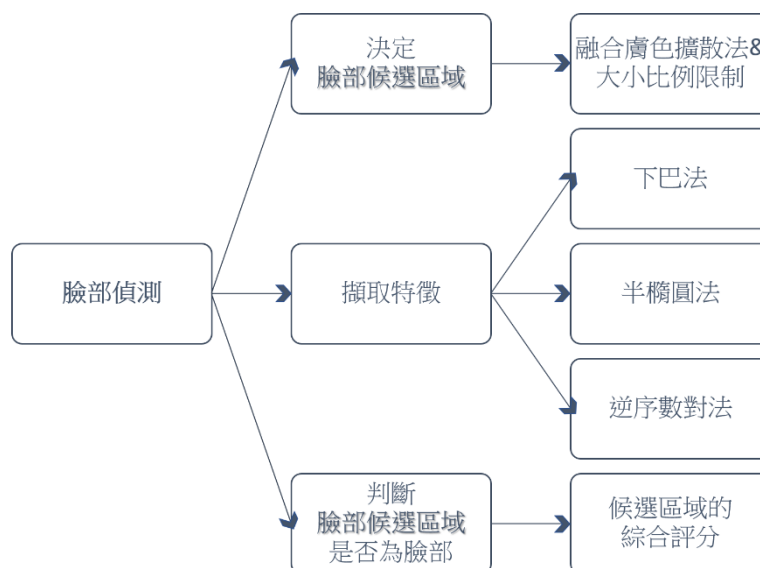 決定
臉部候選區域
融合膚色擴散法&
大小比例限制
下巴法
臉部偵測
擷取特徵
半橢圓法
逆序數對法
判斷
臉部候選區域
是否為臉部
候選區域的
綜合評分